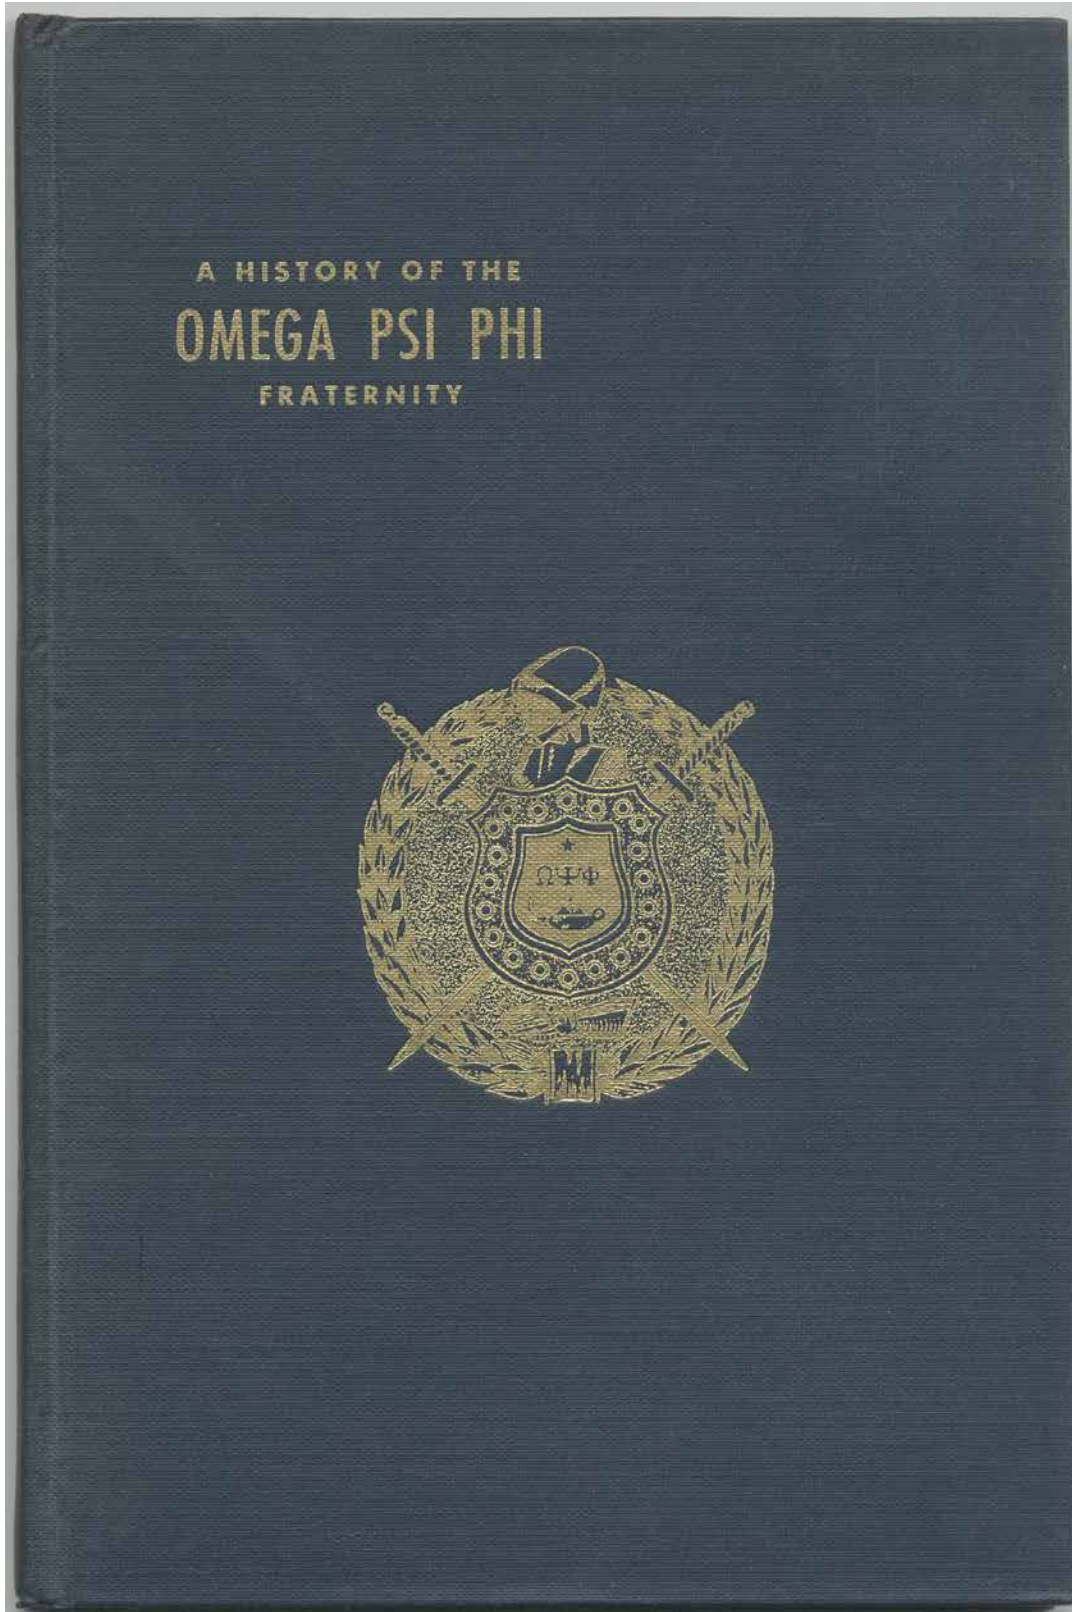 A HISTORY OF THE
OMEGA PSI PHI
FRATERNITY
ΩΨΦ